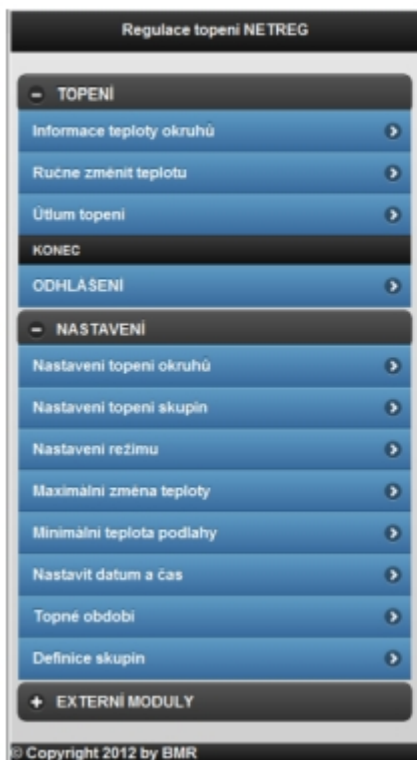 Regulace topení NETREG
TOPENÍ
Informace teploty okruhů
Ručne změnit teplotu
Útlum topení
KONEC
ODHLÁŠENÍ
NASTAVENÍ
Nastavení topení okruhů
Nastavení topení skupin
Nastavení režimu
Maximální změna teploty
Minimální teplota podlahy
Nastavit datum a čas
Topné období
Definice skupin
EXTERNÍ MODULY
© Copyright 2012 by BMR